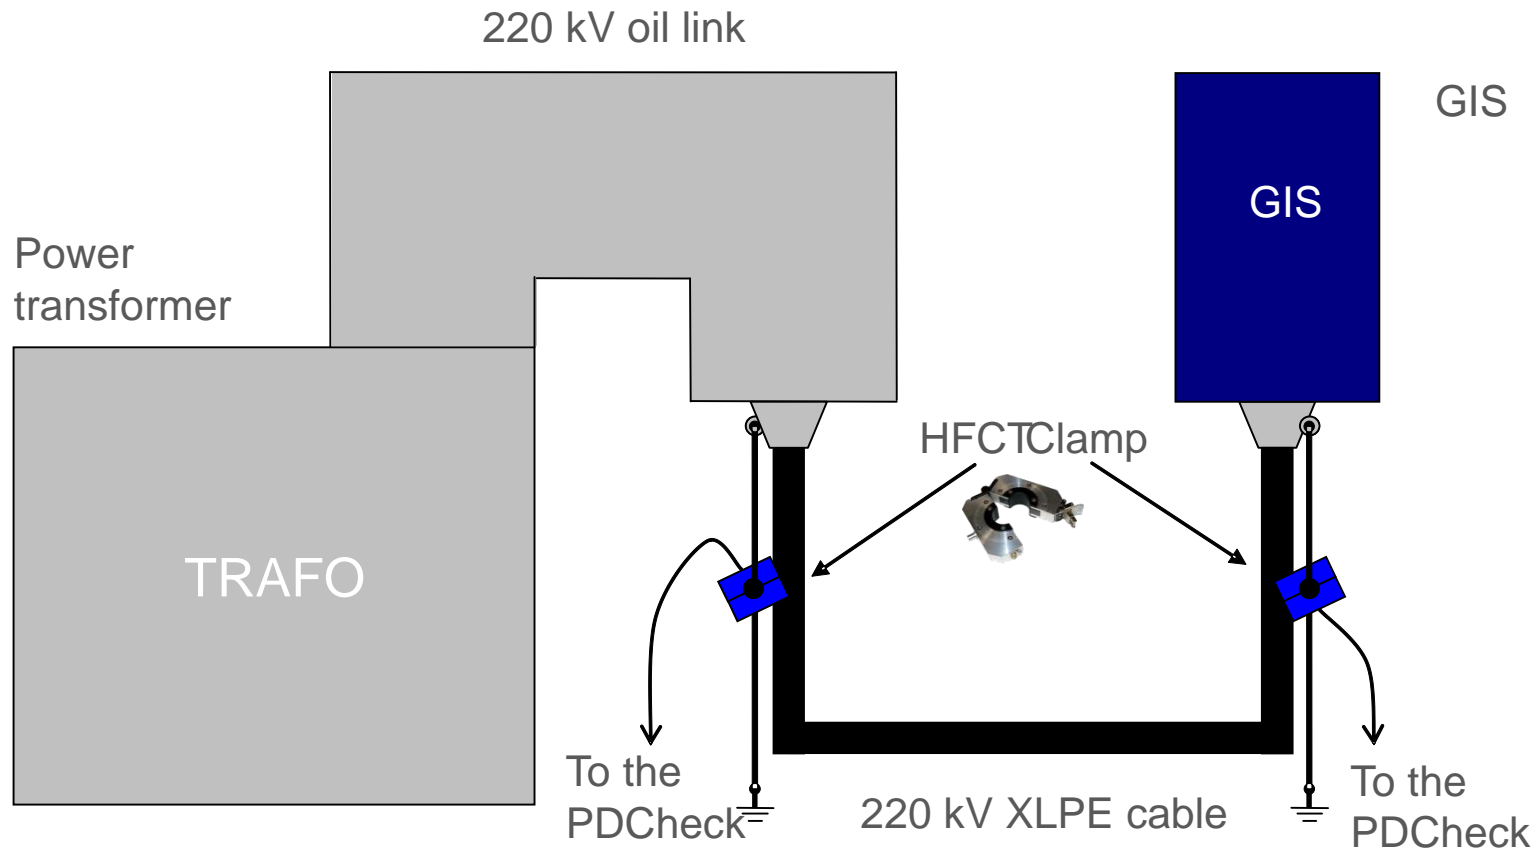 220 kV oil link
GIS
GIS
Power
transformer
HFCTClamp
TRAFO
To the
PDCheck
220 kV XLPE cable
To the
PDCheck